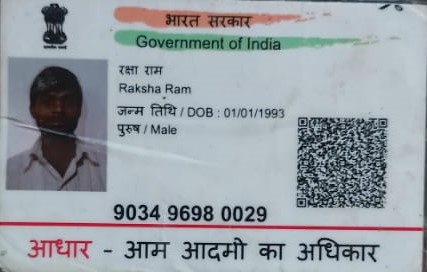 भारत सरकार
Government of India
रक्षा राम
Raksha Ram
जन्म तिथि / DOB : 01/01/1993
पुरुष / Male
9034 9698 0029
आधार - आम आदमी का अधिकार